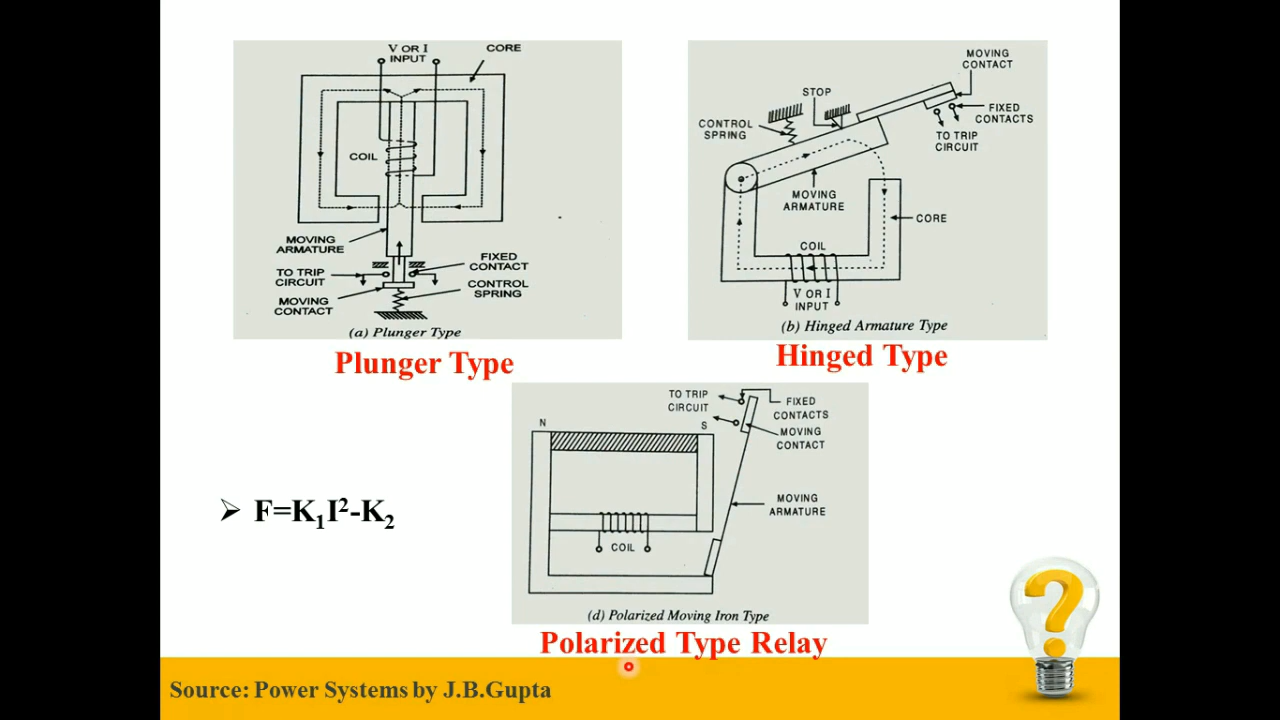 V OR I
INPUT
CORE
COIL
MOVING
ARMATURE
FIXED
CONTACT
TO TRIP
CIRCUIT
CONTROL
SPRING
MOVING
CONTACT
(a) Plunger Type
Plunger Type
MOVING
CONTACT
STOP
FIXED
CONTACTS
CONTROL
SPRING
TO TRIP
CIRCUIT
MOVING
ARMATURE
CORE
COIL
V OR I
INPUT
(b) Hinged Armature Type
Hinged Type
TO TRIP
CIRCUIT
FIXED
CONTACTS
N
S
MOVING
CONTACT
MOVING
ARMATURE
COIL
(d) Polarized Moving Iron Type
Polarized Type Relay
➢ F=K₁I²-K₂
?
Source: Power Systems by J.B.Gupta